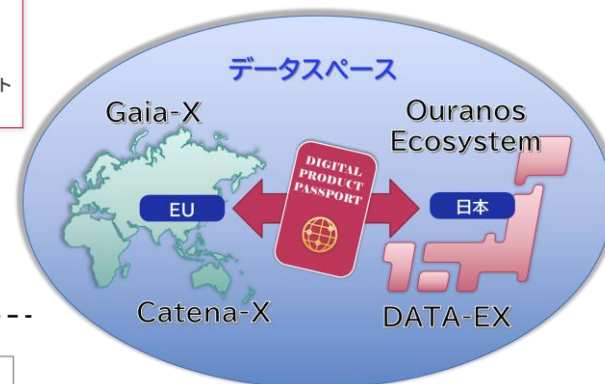 ト
データスペース
Gaia-X
Ouranos
Ecosystem
DIGITAL
PRODUCT
PASSPORT
EU
日本
Catena-X
DATA-EX